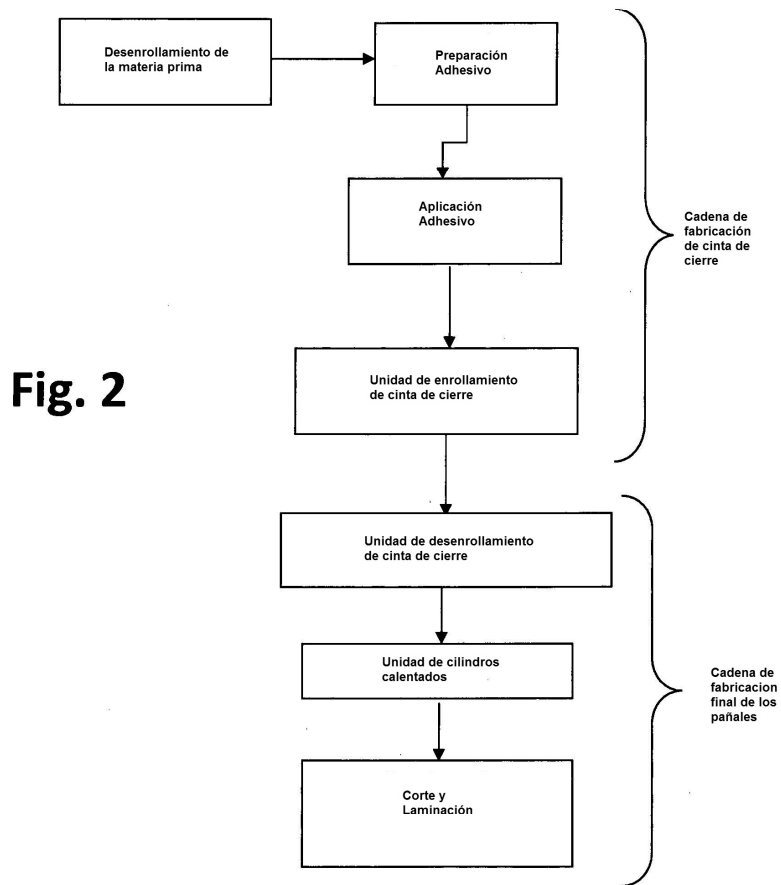 Desenrollamiento de
la materia prima
Preparación
Adhesivo
Aplicación
Adhesivo
Cadena de
fabricación
de cinta de
cierre
Unidad de enrollamiento
de cinta de cierre
Fig. 2
Unidad de desenrollamiento
de cinta de cierre
Unidad de cilindros
calentados
Cadena de
fabricacion
final de los
pañales
Corte y
Laminación